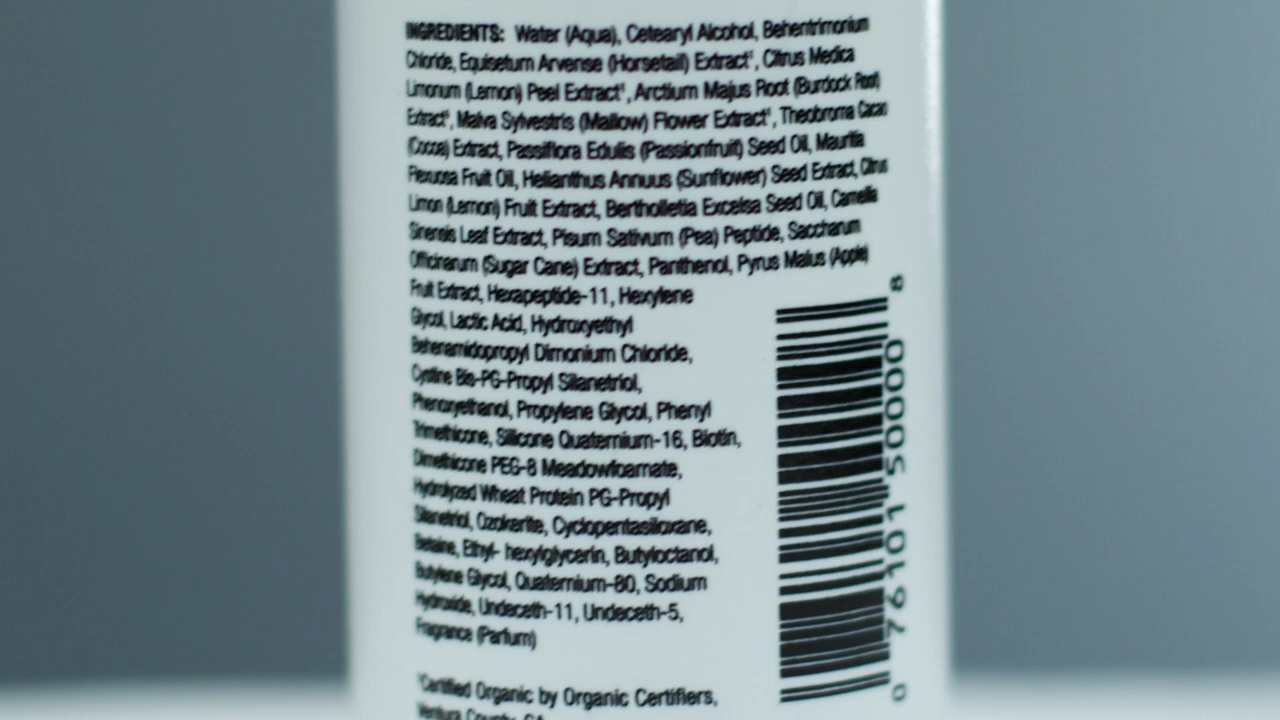 INGREDIENTS: Water (Aqua), Cetearyl Alcohol, Behentrimonium
Chloride, Equisetum Arvense (Horsetail) Extract¹, Citrus Medica
Limonum (Lemon) Peel Extract¹, Arctium Majus Root (Burdock Root)
Extract¹, Malva Sylvestris (Mallow) Flower Extract¹, Theobroma Cacao
(Cocoa) Extract, Passiflora Edulis (Passionfruit) Seed Oil, Mauritia
Flexuosa Fruit Oil, Helianthus Annuus (Sunflower) Seed Extract, Citrus
Limon (Lemon) Fruit Extract, Bertholletia Excelsa Seed Oil, Camellia
Sinensis Leaf Extract, Pisum Sativum (Pea) Peptide, Saccharum
Officinarum (Sugar Cane) Extract, Panthenol, Pyrus Malus (Apple)
Fruit Extract, Hexapeptide-11, Hexylene
Glycol, Lactic Acid, Hydroxyethyl
Behenamidopropyl Dimonium Chloride,
Cystine Bis-PG-Propyl Silanetriol,
Phenoxyethanol, Propylene Glycol, Phenyl
Trimethicone, Silicone Quaternium-16, Biotin,
Dimethicone PEG-8 Meadowfoamate,
Hydrolyzed Wheat Protein PG-Propyl
Silanetriol, Ozokerite, Cyclopentasiloxane,
Betaine, Ethyl- hexylglycerin, Butyloctanol,
Butylene Glycol, Quaternium-80, Sodium
Hydroxide, Undeceth-11, Undeceth-5,
Fragrance (Parfum)
¹Certified Organic by Organic Certifiers,
Ventura County, CA
0 76101 50000 8